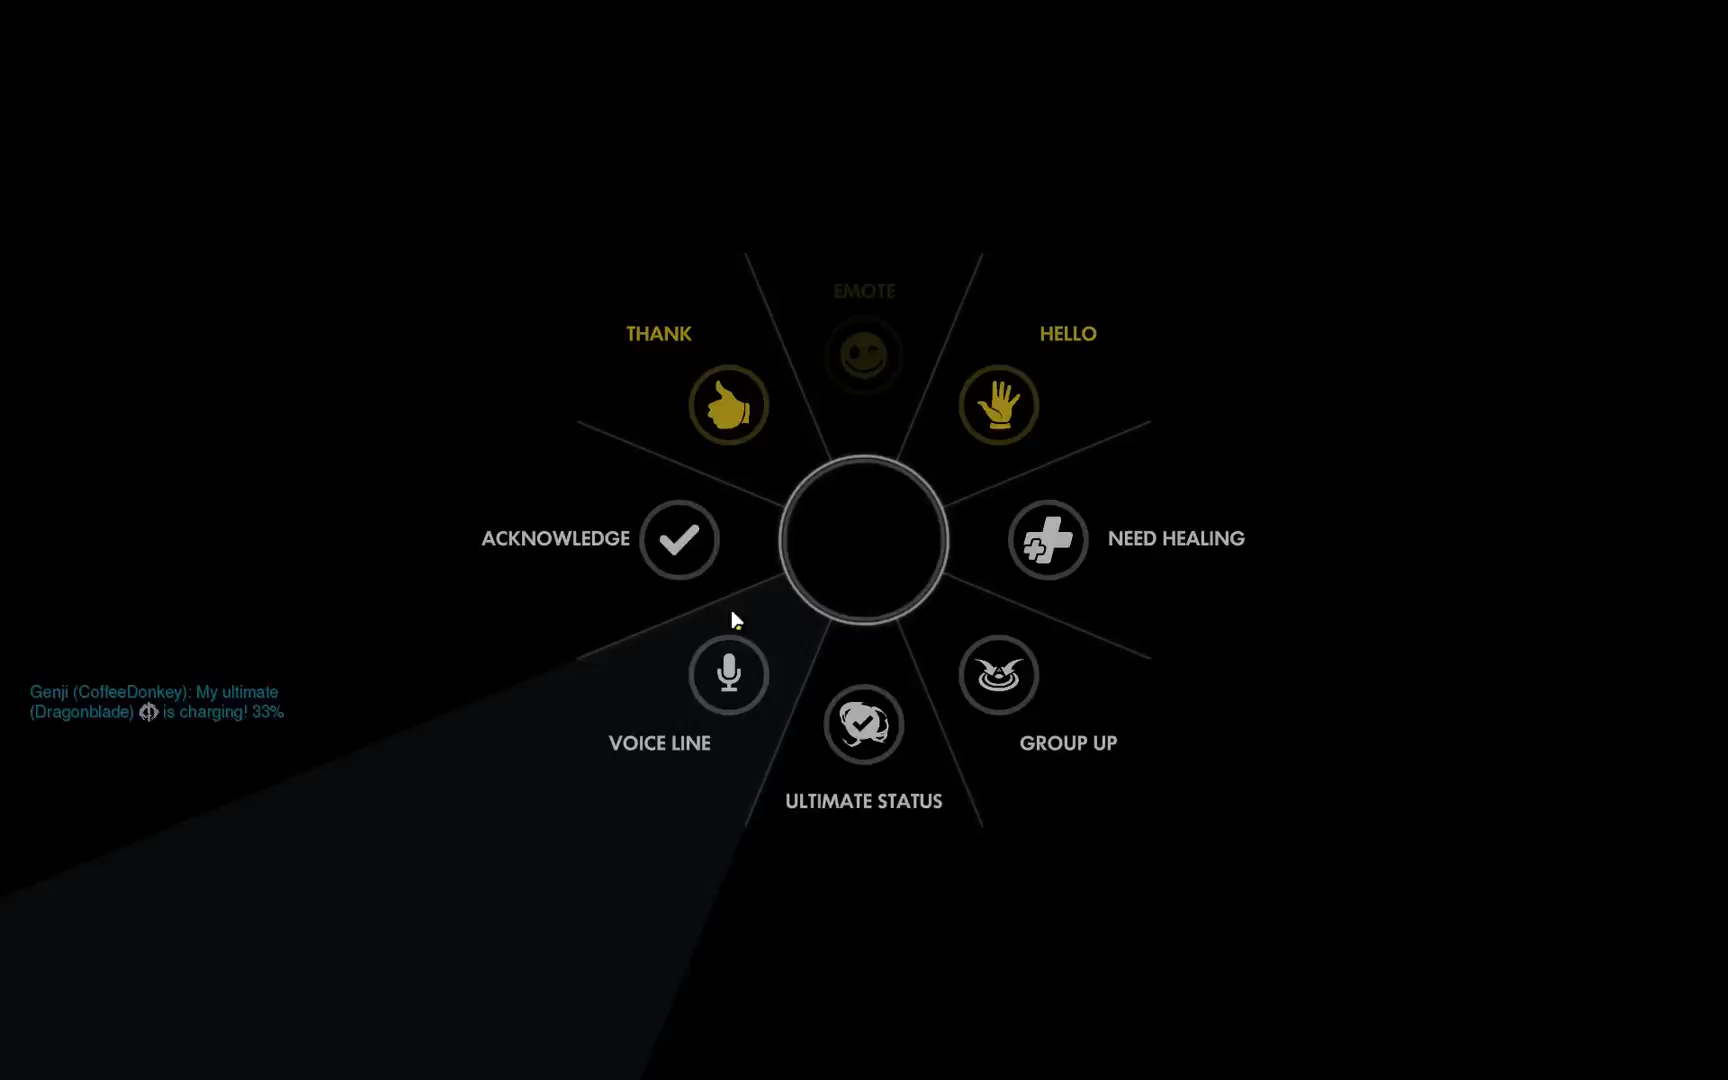 EMOTE
THANK
HELLO
ACKNOWLEDGE
NEED HEALING
Genji (CoffeeDonkey): My ultimate
(Dragonblade) is charging! 33%
VOICE LINE
GROUP UP
ULTIMATE STATUS